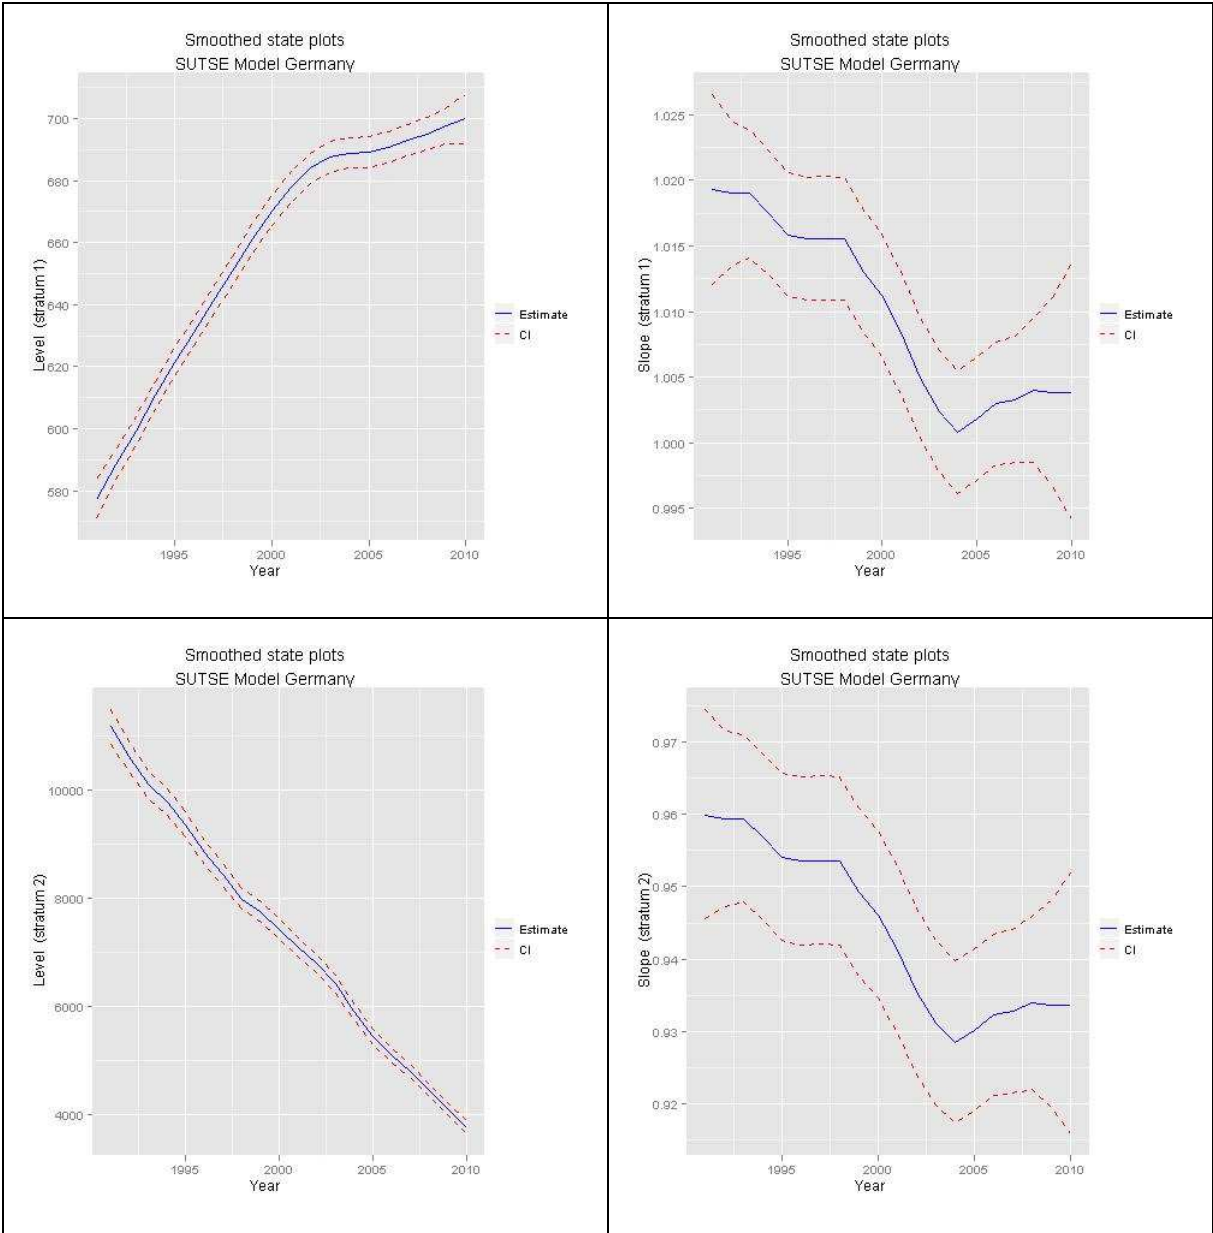 Smoothed state plots
SUTSE Model Germany
Level (stratum 1)
700
680
660
640
620
600
580
1995
2000
2005
2010
Year
Estimate
CI
Smoothed state plots
SUTSE Model Germany
Slope (stratum 1)
1.025
1.020
1.015
1.010
1.005
1.000
0.995
1995
2000
2005
2010
Year
Estimate
CI
Smoothed state plots
SUTSE Model Germany
Level (stratum 2)
10000
8000
6000
4000
1995
2000
2005
2010
Year
Estimate
CI
Smoothed state plots
SUTSE Model Germany
Slope (stratum 2)
0.97
0.96
0.95
0.94
0.93
0.92
1995
2000
2005
2010
Year
Estimate
CI